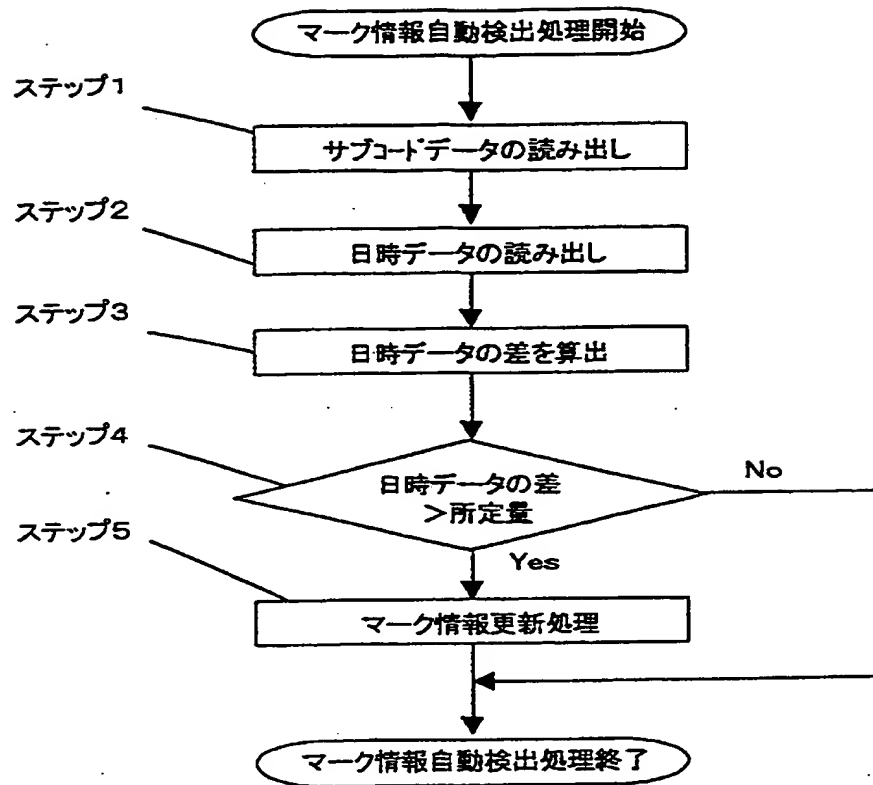 マーク情報自動検出処理開始
ステップ1
サブコードデータの読み出し
ステップ2
日時データの読み出し
ステップ3
日時データの差を算出
ステップ4
日時データの差
>所定量
No
ステップ5
Yes
マーク情報更新処理
マーク情報自動検出処理終了